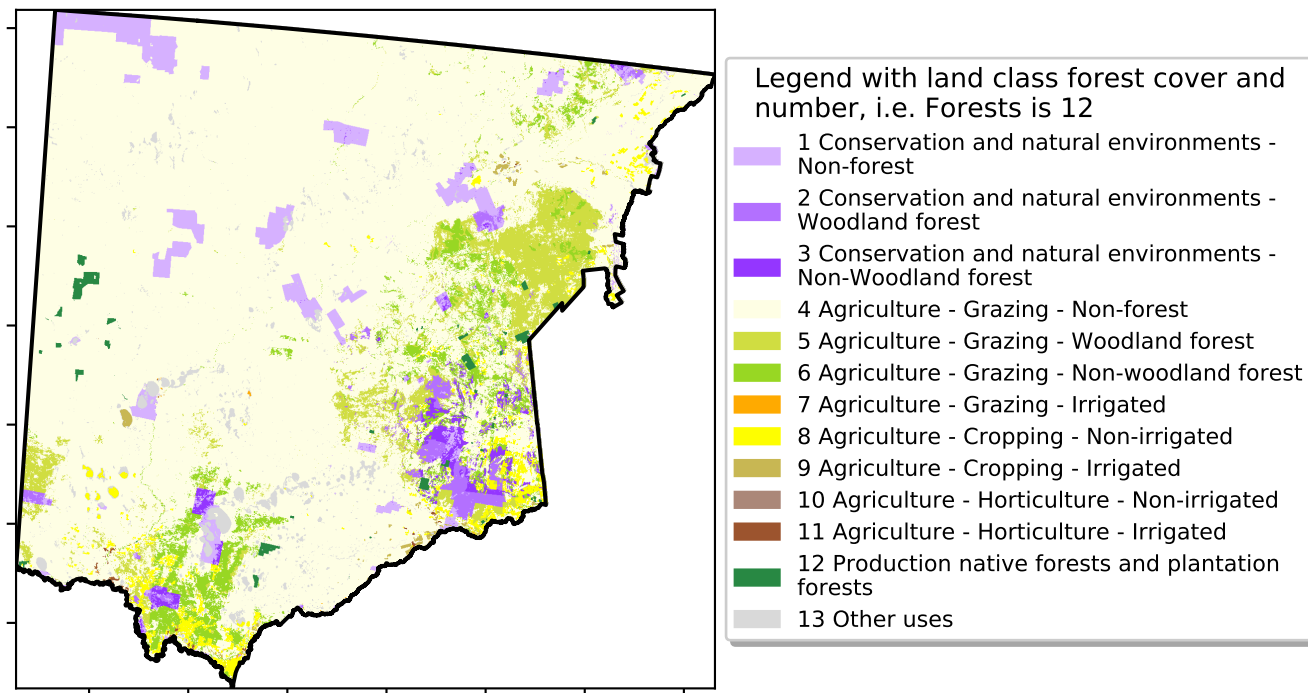 Legend with land class forest cover and
number, i.e. Forests is 12
1 Conservation and natural environments -
Non-forest
2 Conservation and natural environments -
Woodland forest
3 Conservation and natural environments -
Non-Woodland forest
4 Agriculture - Grazing - Non-forest
5 Agriculture - Grazing - Woodland forest
6 Agriculture - Grazing - Non-woodland forest
7 Agriculture - Grazing - Irrigated
8 Agriculture - Cropping - Non-irrigated
9 Agriculture - Cropping - Irrigated
10 Agriculture - Horticulture - Non-irrigated
11 Agriculture - Horticulture - Irrigated
12 Production native forests and plantation
forests
13 Other uses